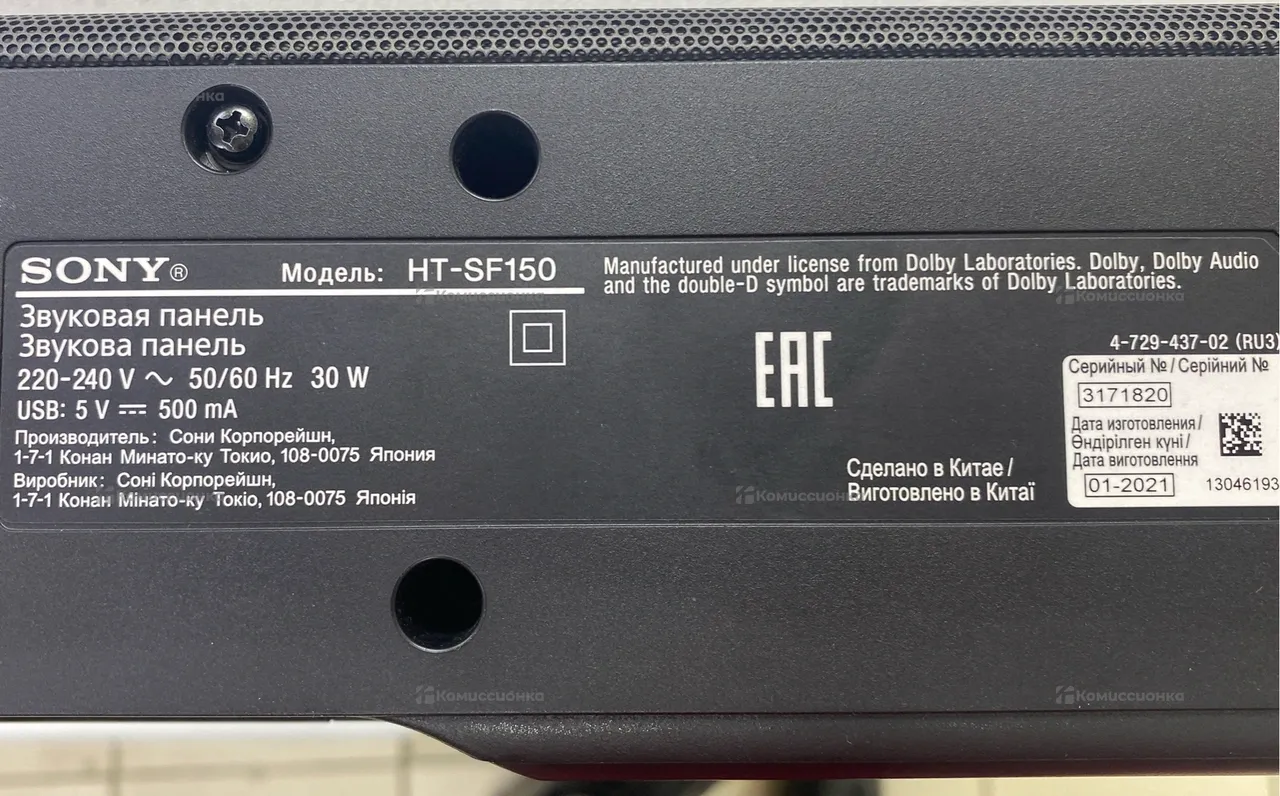 SONY® Модель: HT-SF150
Manufactured under license from Dolby Laboratories. Dolby, Dolby Audio
and the double-D symbol are trademarks of Dolby Laboratories.
Звуковая панель
Звукова панель
220-240 V ~ 50/60 Hz 30 W
USB: 5 V ⎓ 500 mA
Производитель: Сони Корпорейшн,
1-7-1 Конан Минато-ку Токио, 108-0075 Япония
Виробник: Соні Корпорейшн,
1-7-1 Конан Мінато-ку Токіо, 108-0075 Японія
EAC
Сделано в Китае /
Виготовлено в Китаї
4-729-437-02 (RU3)
Серийный № / Серійний №
3171820
Дата изготовления /
Өндірілген күні /
Дата виготовлення
01-2021
13046193
Комиссионка
Комиссионка
Комиссионка
Комиссионка
Комиссионка